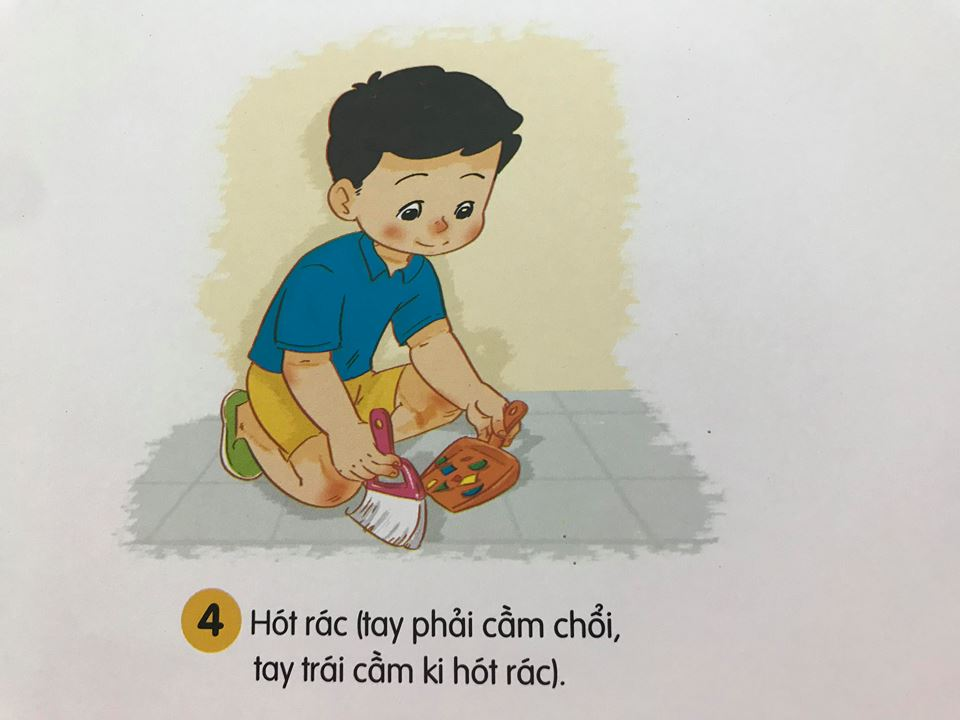 4 Hót rác (tay phải cầm chổi,
tay trái cầm ki hót rác).